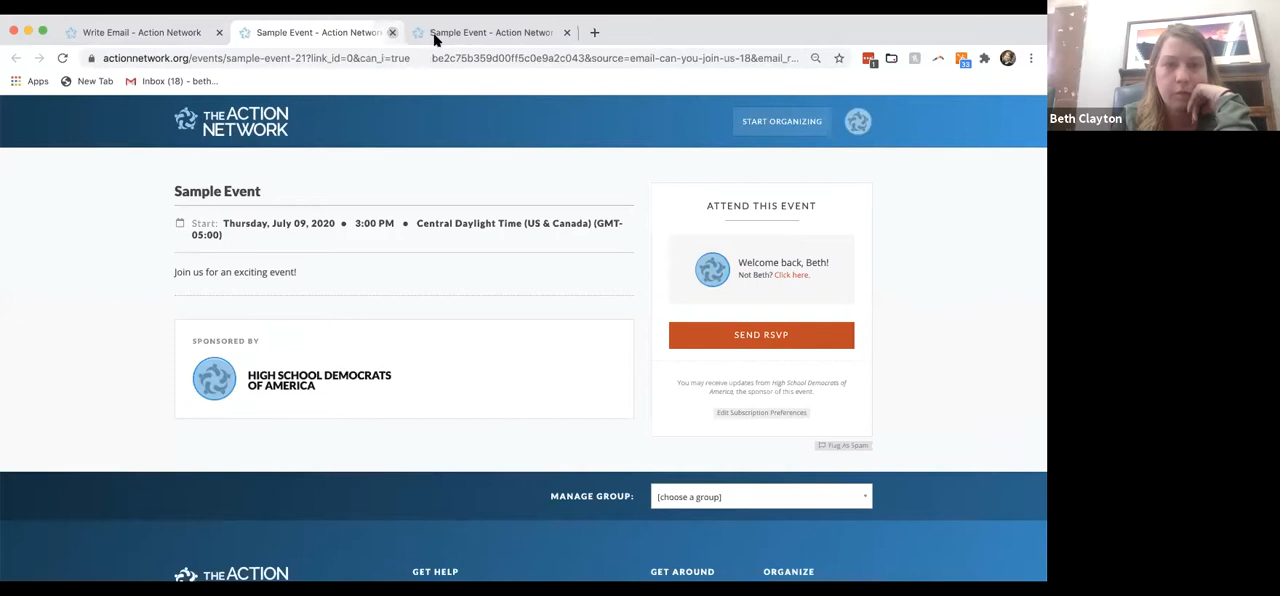 Write Email - Action Network
Sample Event - Action Networ
Sample Event - Action Networ
actionnetwork.org/events/sample-event-21?link_id=0&can_i=true
be2c75b359d00ff5c0e9a2c043&source=email-can-you-join-us-18&email_r...
1
33
Apps
New Tab
Inbox (18) - beth...
Beth Clayton
THE ACTION
NETWORK
START ORGANIZING
Sample Event
Start: Thursday, July 09, 2020 • 3:00 PM • Central Daylight Time (US & Canada) (GMT-
05:00)
Join us for an exciting event!
SPONSORED BY
HIGH SCHOOL DEMOCRATS
OF AMERICA
ATTEND THIS EVENT
Welcome back, Beth!
Not Beth? Click here.
SEND RSVP
You may receive updates from High School Democrats of
America, the sponsor of this event.
Edit Subscription Preferences
Flag As Spam
MANAGE GROUP:
[choose a group]
THE ACTION
GET HELP
GET AROUND
ORGANIZE